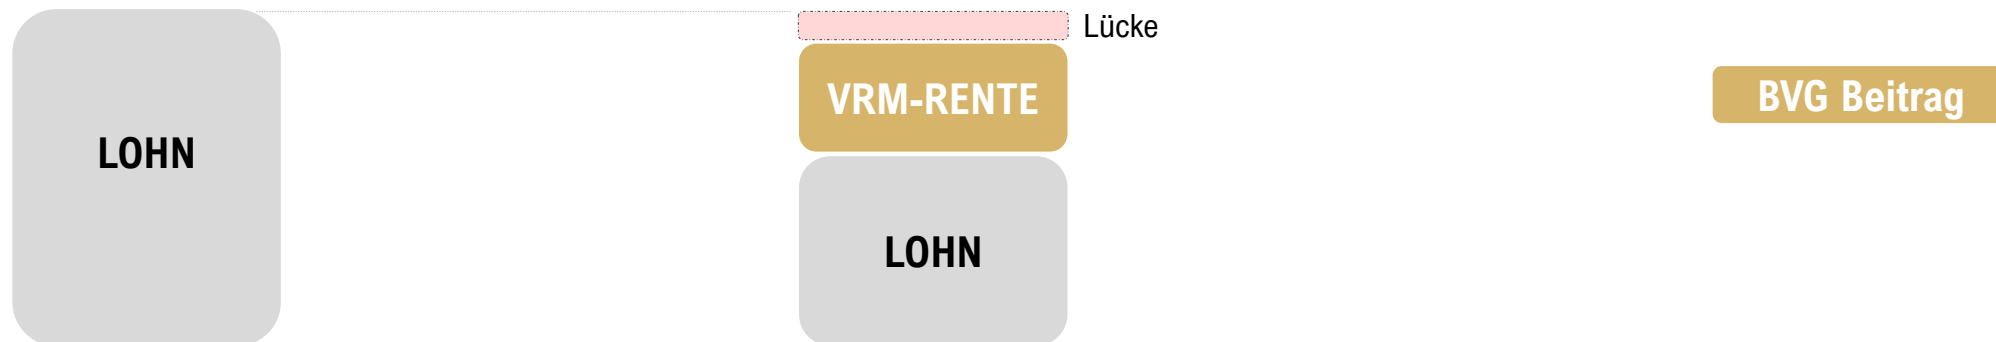 Lücke
VRM-RENTE
BVG Beitrag
LOHN
LOHN